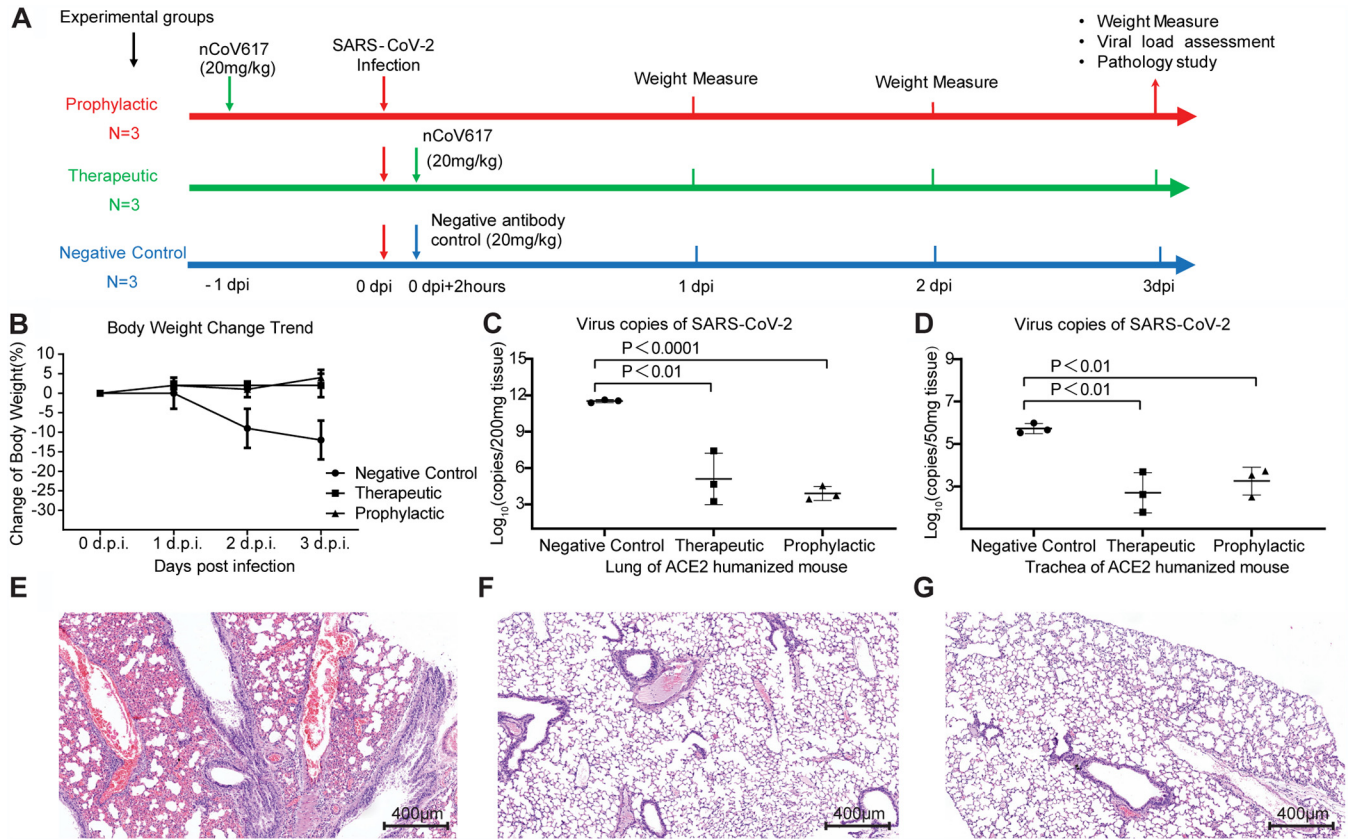 A
Experimental groups
nCoV617
(20mg/kg)
SARS-CoV-2
Infection
Weight Measure
Weight Measure
• Weight Measure
• Viral load assessment
• Pathology study
Prophylactic
N=3
nCoV617
(20mg/kg)
Therapeutic
N=3
Negative antibody
control (20mg/kg)
Negative Control
N=3
- 1 dpi
0 dpi
0 dpi+2hours
1 dpi
2 dpi
3dpi
B
Body Weight Change Trend
Change of Body Weight(%)
10
5
0
-5
-10
-15
-20
-25
-30
Negative Control
Therapeutic
Prophylactic
0 d.p.i.
1 d.p.i.
2 d.p.i.
3 d.p.i.
Days post infection
C
Virus copies of SARS-CoV-2
Log10(copies/200mg tissue)
15
12
9
6
3
P＜0.0001
P＜0.01
Negative Control
Therapeutic
Prophylactic
Lung of ACE2 humanized mouse
D
Virus copies of SARS-CoV-2
Log10(copies/50mg tissue)
9
7
5
3
P＜0.01
P＜0.01
Negative Control
Therapeutic
Prophylactic
Trachea of ACE2 humanized mouse
E
400µm
F
400µm
G
400µm